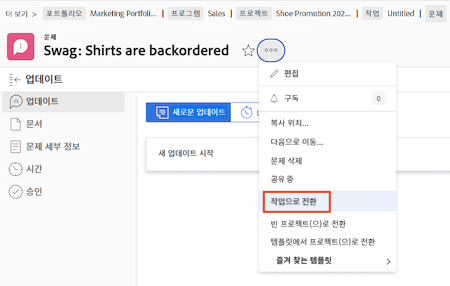 더 보기 > 포트폴리오 Marketing Portfolio... 프로그램 Sales 프로젝트 Shoe Promotion 202... 작업 Untitled 문제
문제
Swag: Shirts are backordered
업데이트
업데이트
문서
문제 세부 정보
시간
승인
새로운 업데이트
새 업데이트 시작
편집
구독 0
복사 위치...
다음으로 이동...
문제 삭제
공유 중
작업으로 전환
빈 프로젝트(으)로 전환
템플릿에서 프로젝트(으)로 전환
즐겨 찾는 템플릿